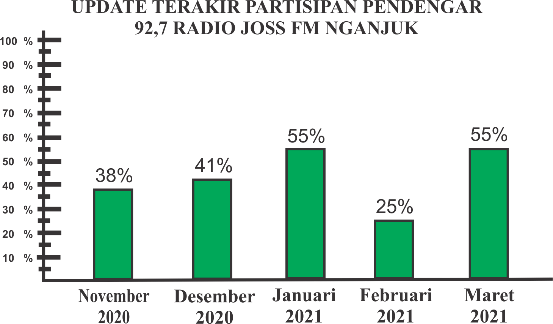 UPDATE TERAKIR PARTISIPAN PENDENGAR
92,7 RADIO JOSS FM NGANJUK
100 %
90 %
80 %
70 %
60 %
50 %
40 %
30 %
20 %
10 %
38%
41%
55%
25%
55%
November
2020
Desember
2020
Januari
2021
Februari
2021
Maret
2021